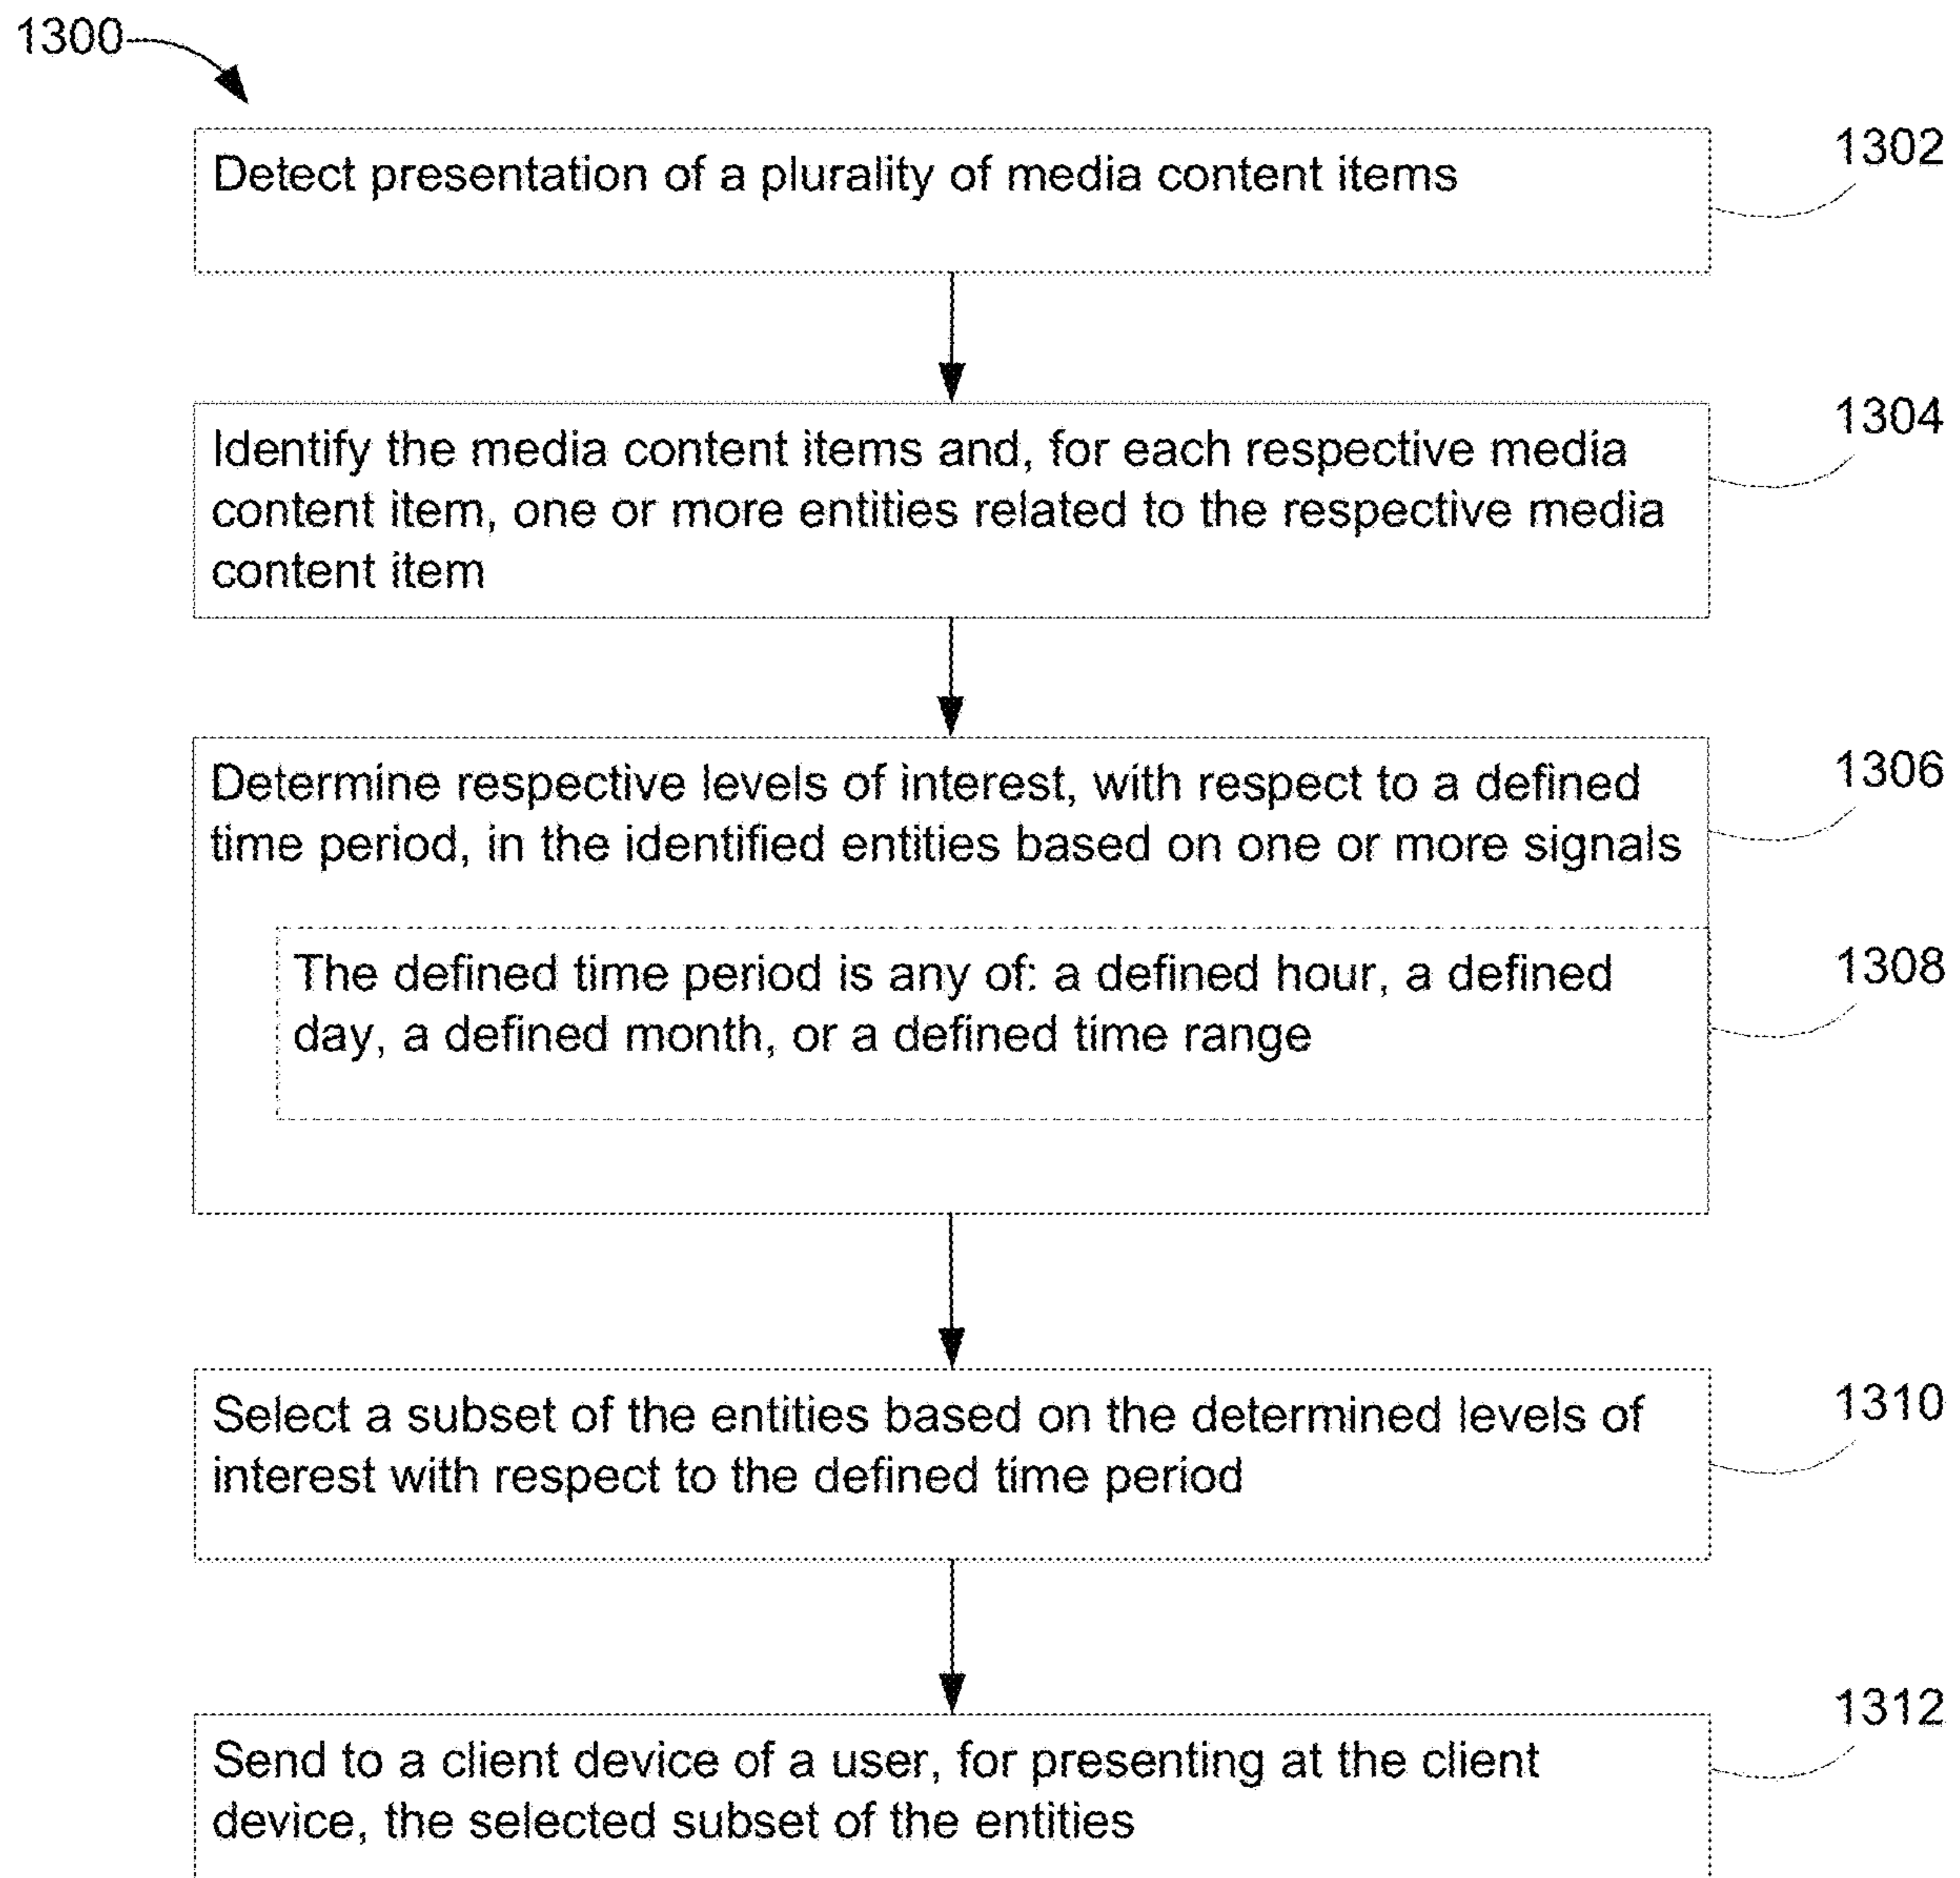 1300
Detect presentation of a plurality of media content items
1302
Identify the media content items and, for each respective media
content item, one or more entities related to the respective media
content item
1304
Determine respective levels of interest, with respect to a defined
time period, in the identified entities based on one or more signals
1306
The defined time period is any of: a defined hour, a defined
day, a defined month, or a defined time range
1308
Select a subset of the entities based on the determined levels of
interest with respect to the defined time period
1310
Send to a client device of a user, for presenting at the client
device, the selected subset of the entities
1312